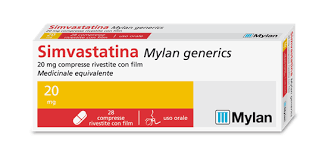 Simvastatina Mylan generics
20 mg compresse rivestite con film
Medicinale equivalente
20
mg
28
compresse
rivestite con film
uso orale
Mylan